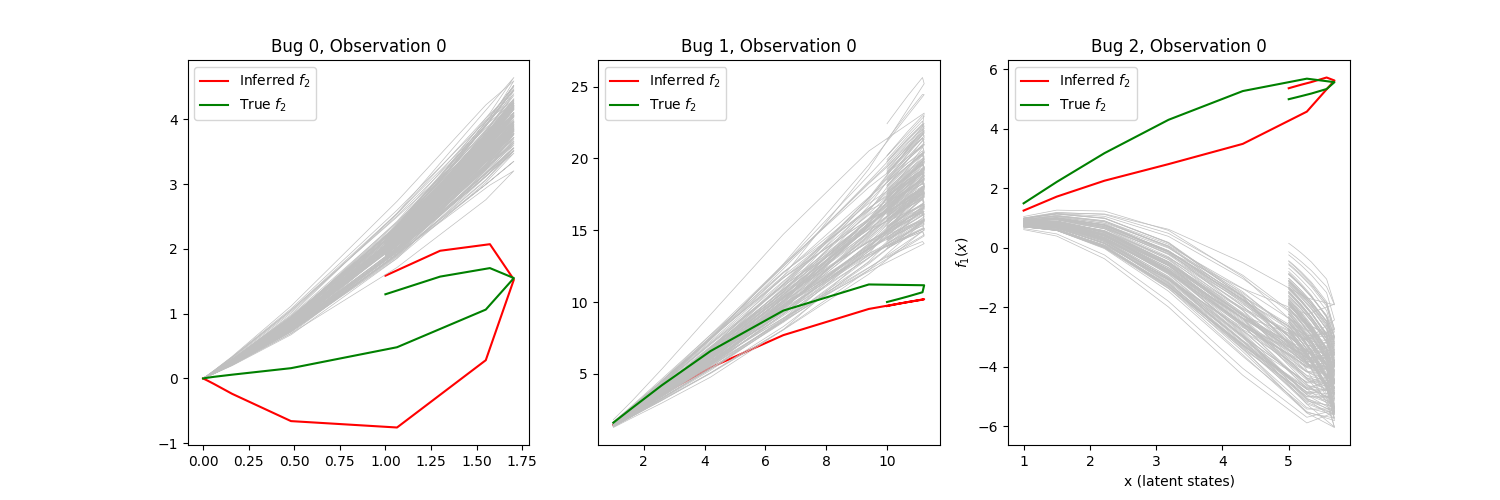 Bug 0, Observation 0
Inferred f₂
True f₂
4
3
2
1
0
−1
0.00 0.25 0.50 0.75 1.00 1.25 1.50 1.75
Bug 1, Observation 0
Inferred f₂
True f₂
25
20
15
10
5
2 4 6 8 10
Bug 2, Observation 0
Inferred f₂
True f₂
6
4
2
0
−2
−4
−6
f₁(x)
1 2 3 4 5
x (latent states)